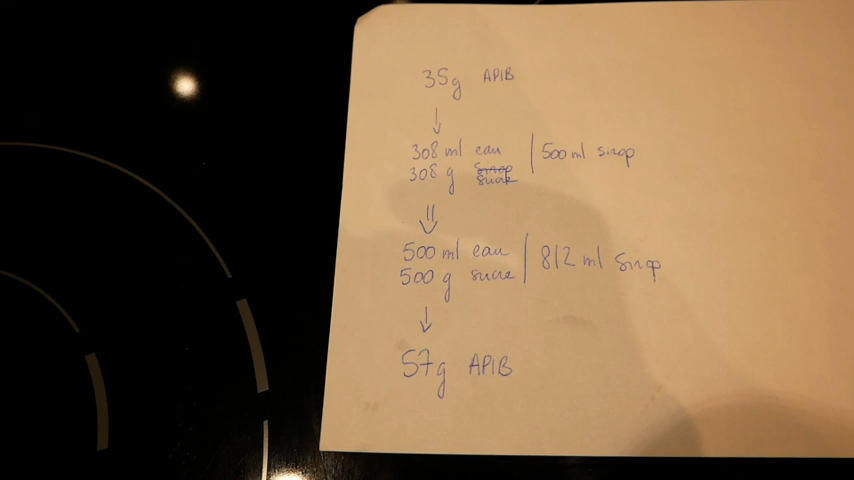 35g APIB
308 ml eau | 500 ml sirop
308 g sirop
sucre
500 ml eau | 812 ml sirop
500 g sucre
57g APIB